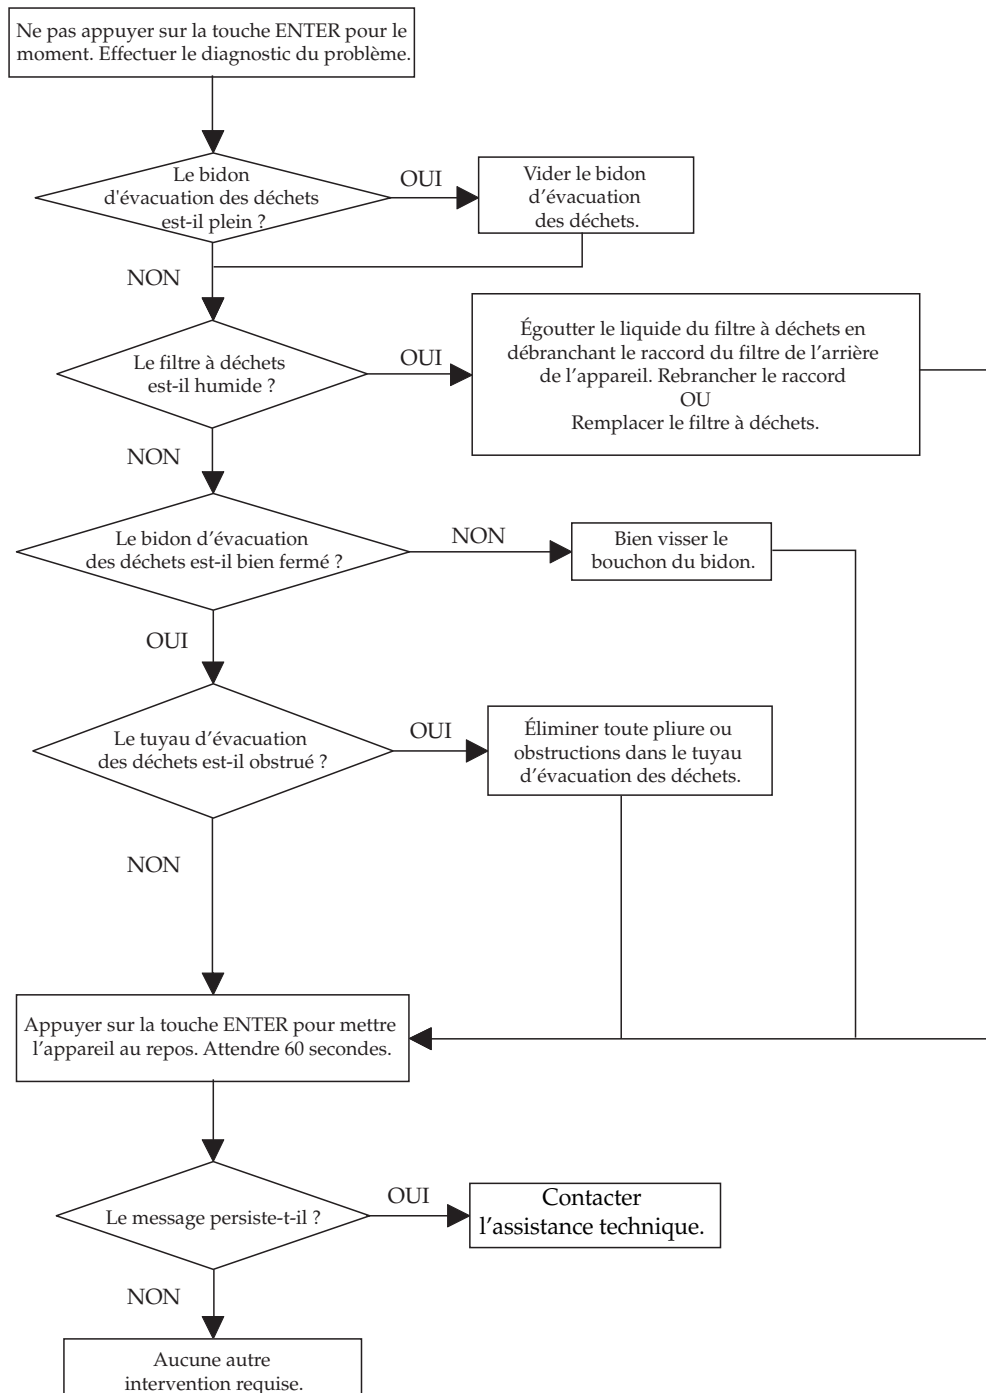 Ne pas appuyer sur la touche ENTER pour le
moment. Effectuer le diagnostic du problème.
Le bidon
d'évacuation des déchets
est-il plein ?
OUI
Vider le bidon
d’évacuation
des déchets.
NON
Le filtre à déchets
est-il humide ?
OUI
Égoutter le liquide du filtre à déchets en
débranchant le raccord du filtre de l’arrière
de l’appareil. Rebrancher le raccord
OU
Remplacer le filtre à déchets.
NON
Le bidon d’évacuation
des déchets est-il bien fermé ?
NON
Bien visser le
bouchon du bidon.
OUI
Le tuyau d’évacuation
des déchets est-il obstrué ?
OUI
Éliminer toute pliure ou
obstructions dans le tuyau
d’évacuation des déchets.
NON
Appuyer sur la touche ENTER pour mettre
l’appareil au repos. Attendre 60 secondes.
Le message persiste-t-il ?
OUI
Contacter
l’assistance technique.
NON
Aucune autre
intervention requise.